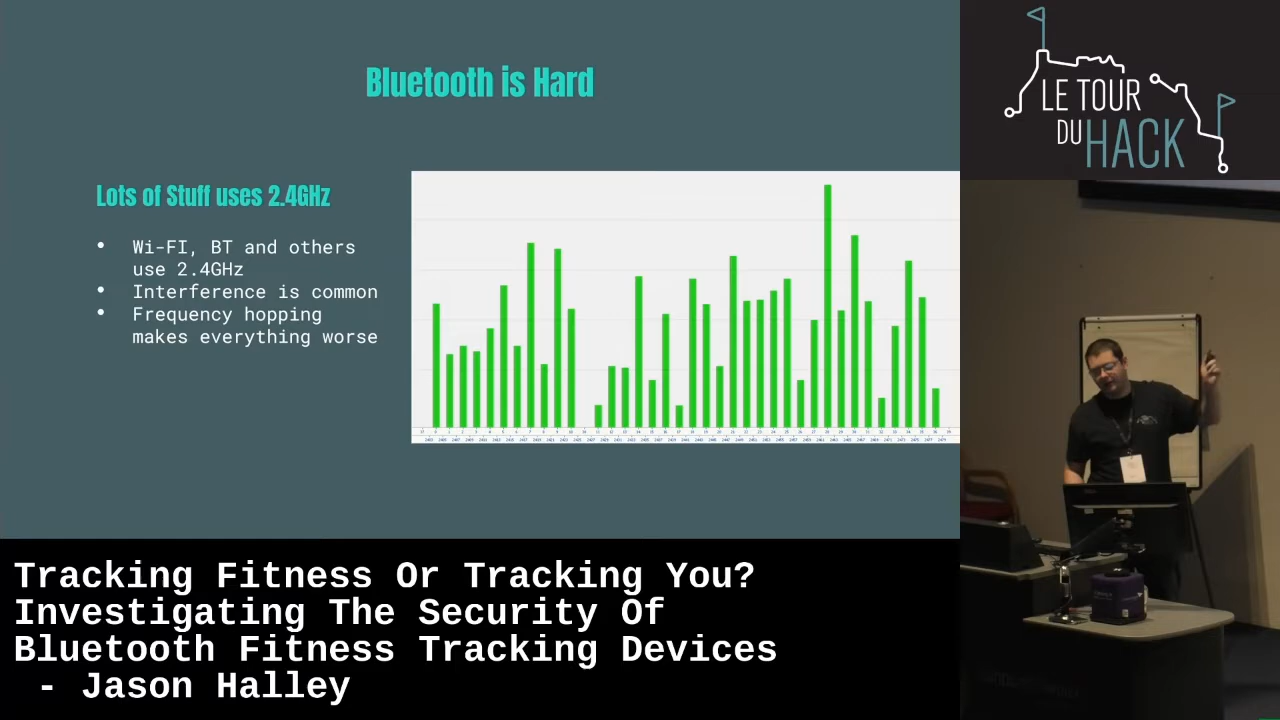 Bluetooth is Hard
Lots of Stuff uses 2.4GHz
• Wi-FI, BT and others
use 2.4GHz
• Interference is common
• Frequency hopping
makes everything worse
LE TOUR
DU HACK
Tracking Fitness Or Tracking You?
Investigating The Security Of
Bluetooth Fitness Tracking Devices
- Jason Halley